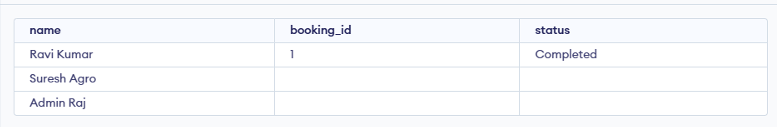 name booking_id status
Ravi Kumar 1 Completed
Suresh Agro
Admin Raj